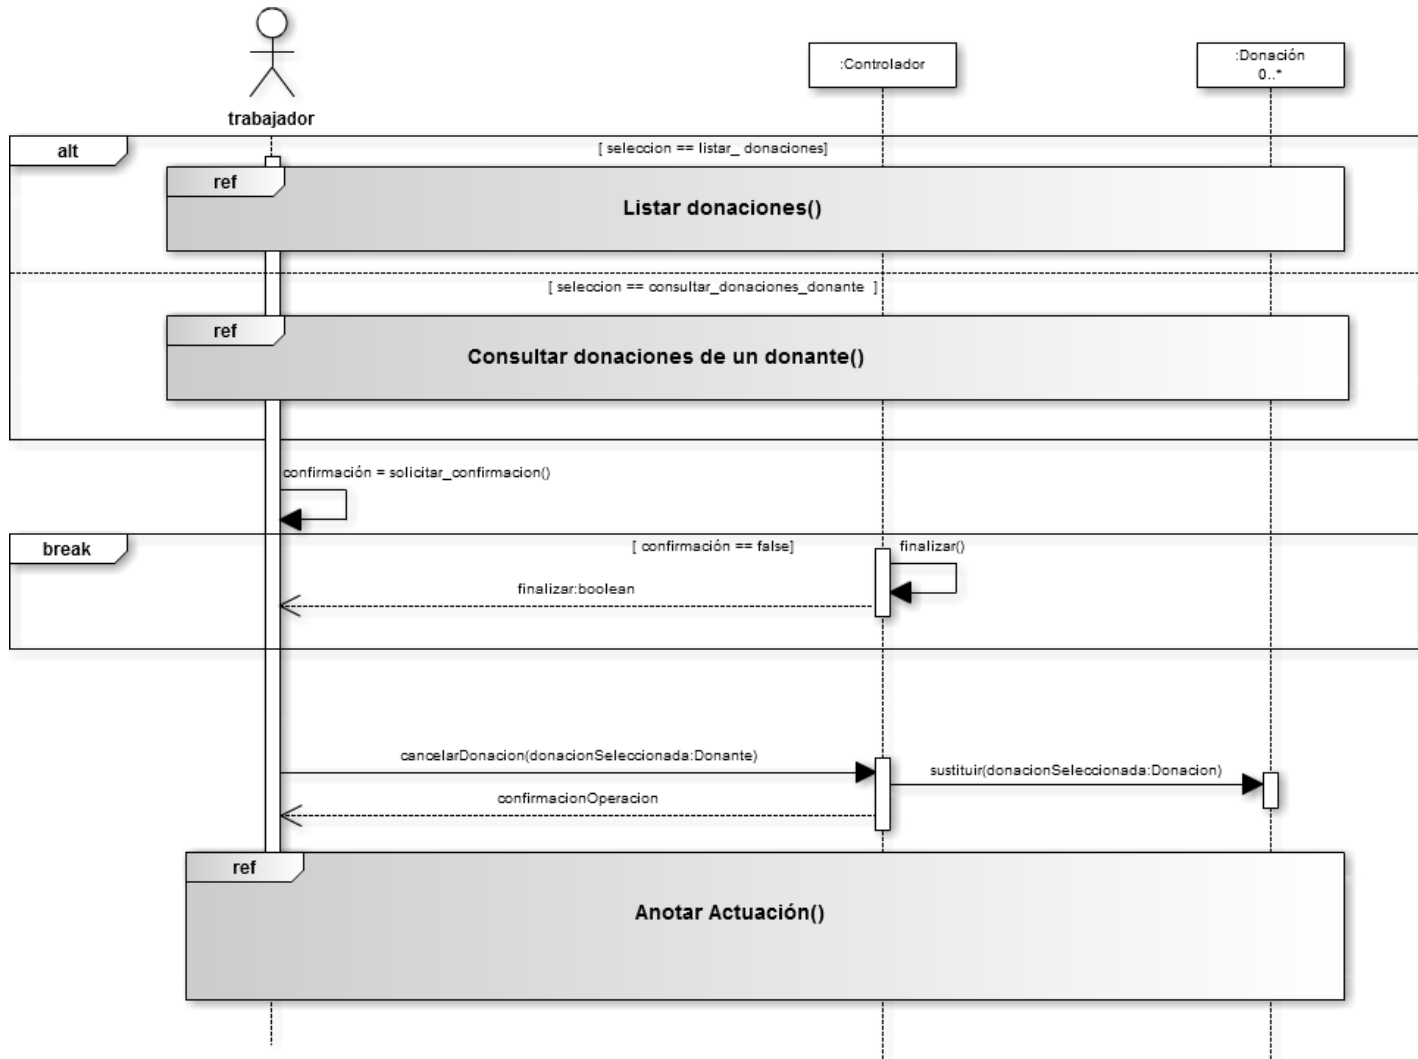 trabajador
:Controlador
:Donación
0..*
alt
[ seleccion == listar_ donaciones]
ref
Listar donaciones()
[ seleccion == consultar_donaciones_donante  ]
ref
Consultar donaciones de un donante()
confirmación = solicitar_confirmacion()
break
[ confirmación == false]
finalizar()
finalizar:boolean
cancelarDonacion(donacionSeleccionada:Donante)
sustituir(donacionSeleccionada:Donacion)
confirmacionOperacion
ref
Anotar Actuación()